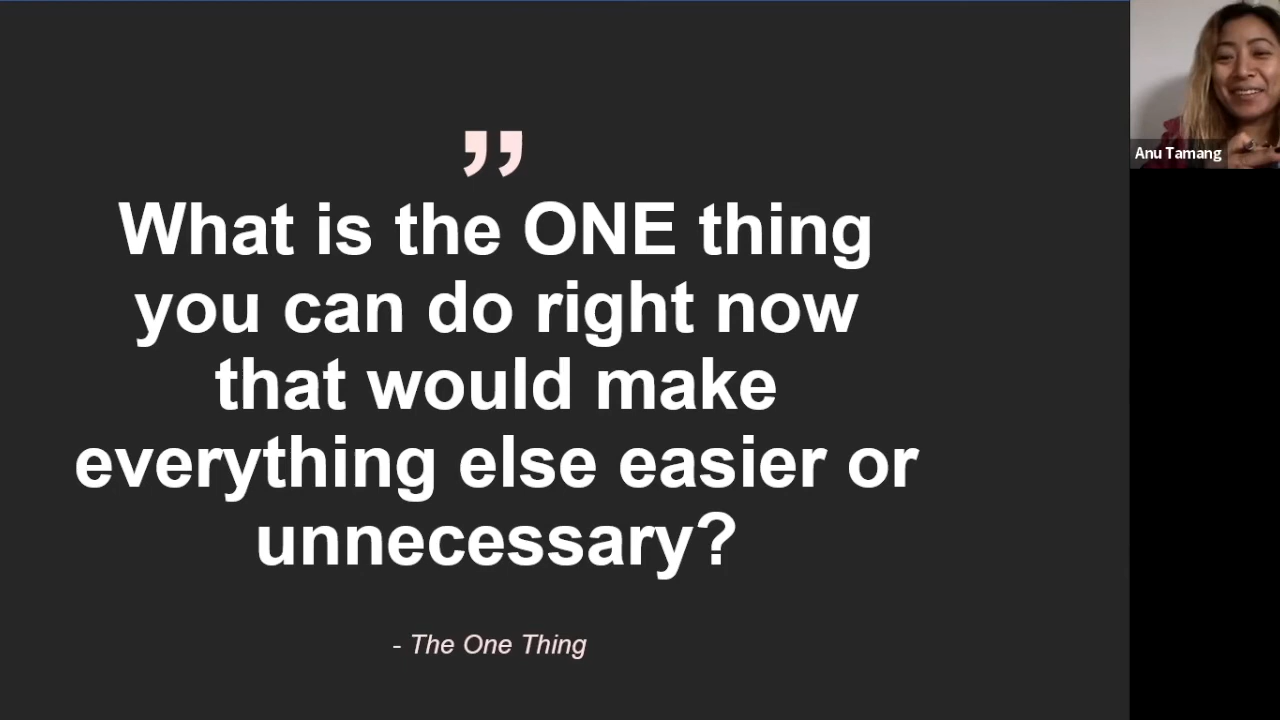 ”
What is the ONE thing
you can do right now
that would make
everything else easier or
unnecessary?
- The One Thing
Anu Tamang